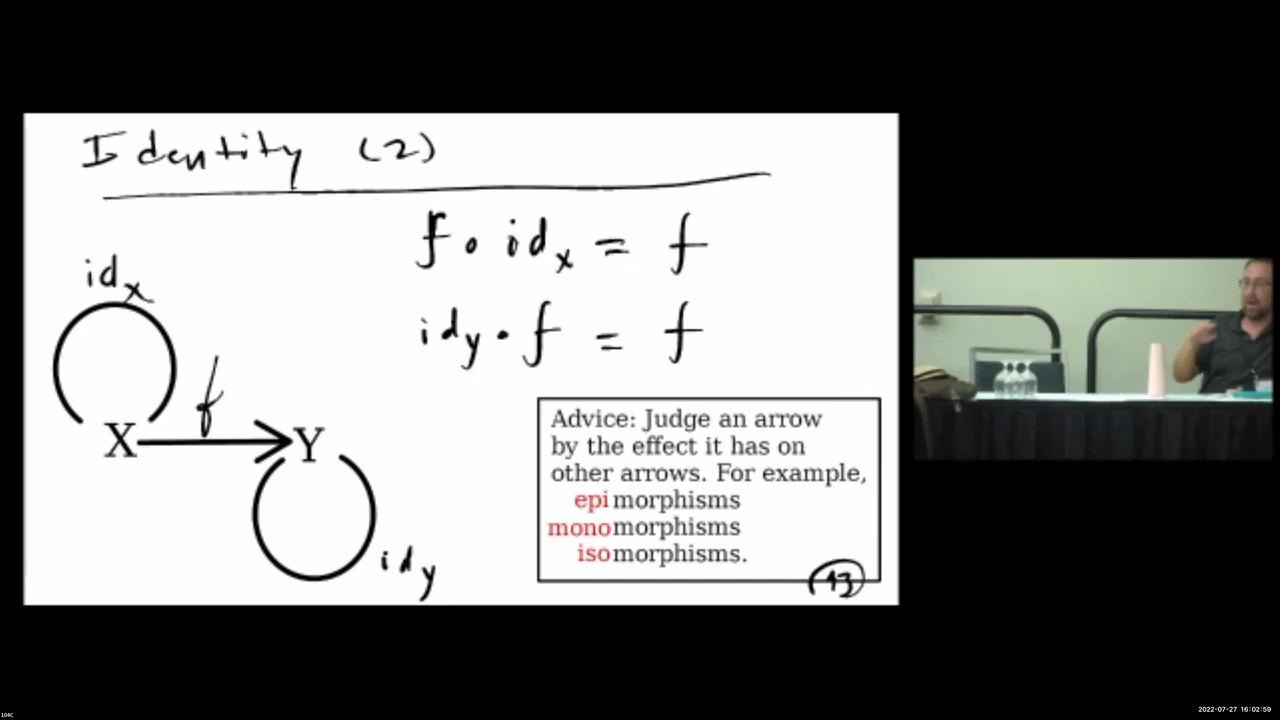 Identity (2)
f ∘ id_x = f
id_y ∘ f = f
id_x
f
X
Y
id_y
Advice: Judge an arrow
by the effect it has on
other arrows. For example,
epimorphisms
monomorphisms
isomorphisms.
13
104C
2022-07-27 16:02:59